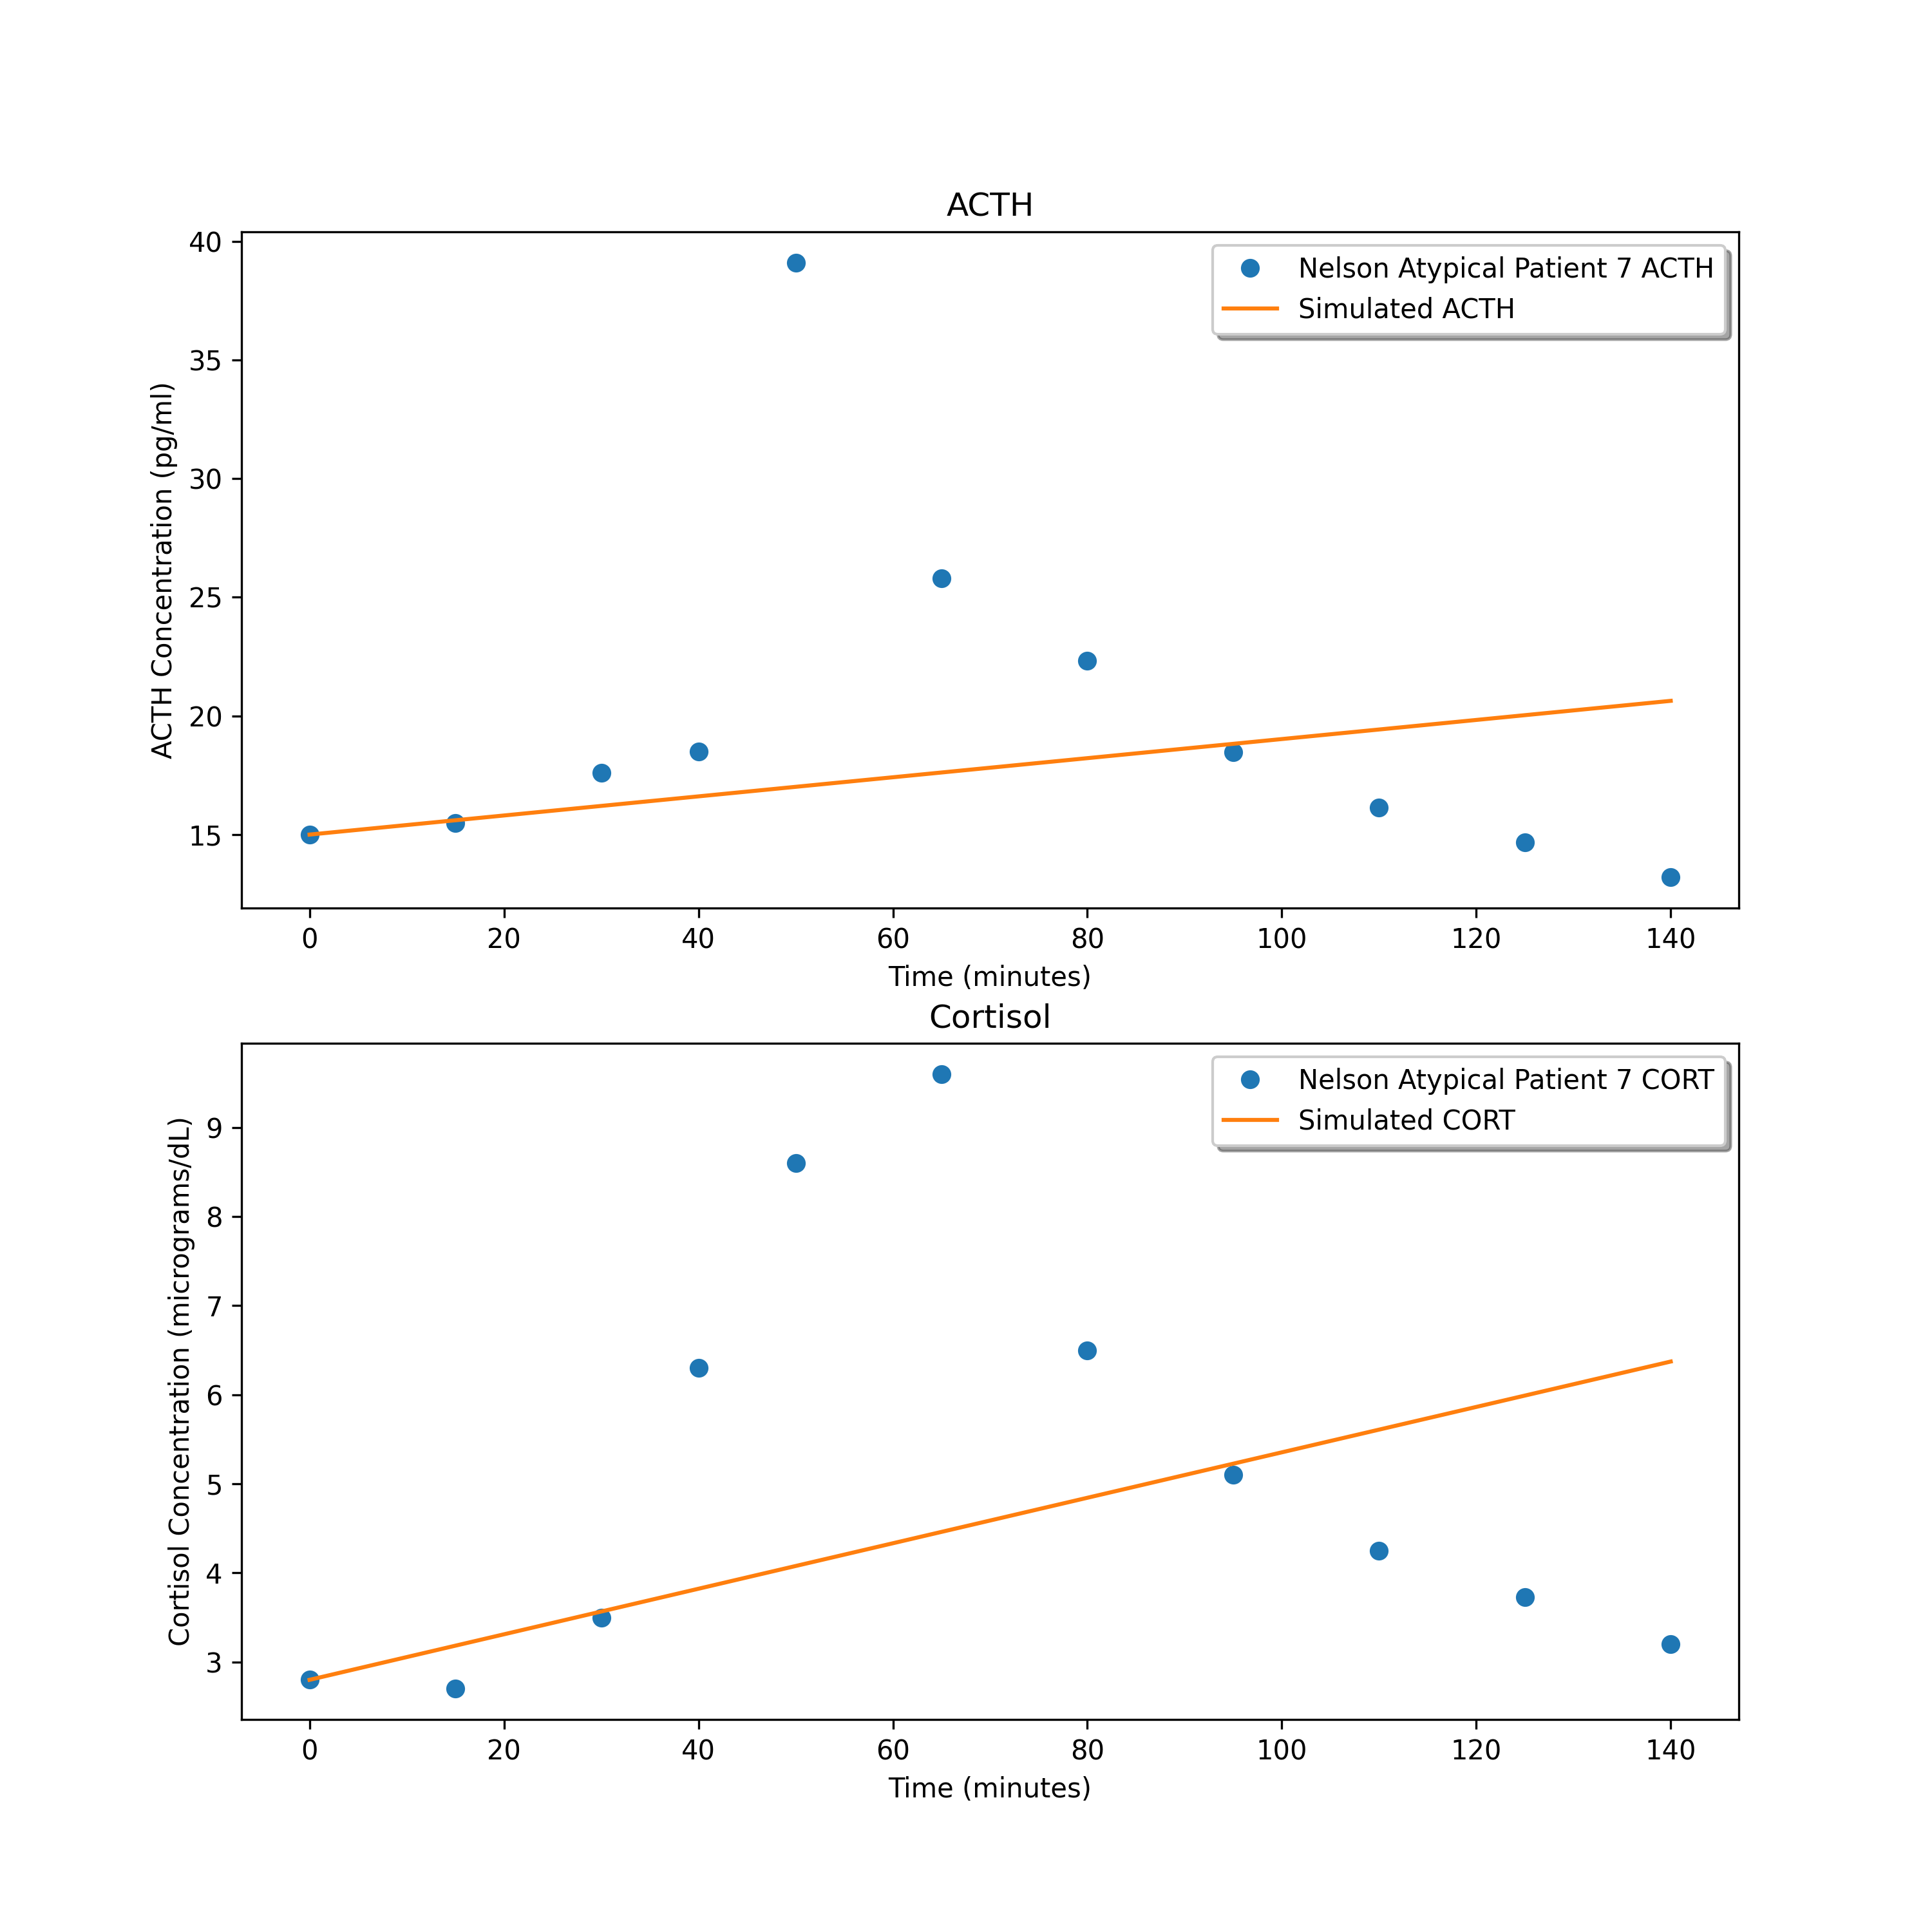 ACTH
40
35
30
25
20
15
ACTH Concentration (pg/ml)
Nelson Atypical Patient 7 ACTH
Simulated ACTH
0 20 40 60 80 100 120 140
Time (minutes)
Cortisol
9
8
7
6
5
4
3
Cortisol Concentration (micrograms/dL)
Nelson Atypical Patient 7 CORT
Simulated CORT
0 20 40 60 80 100 120 140
Time (minutes)